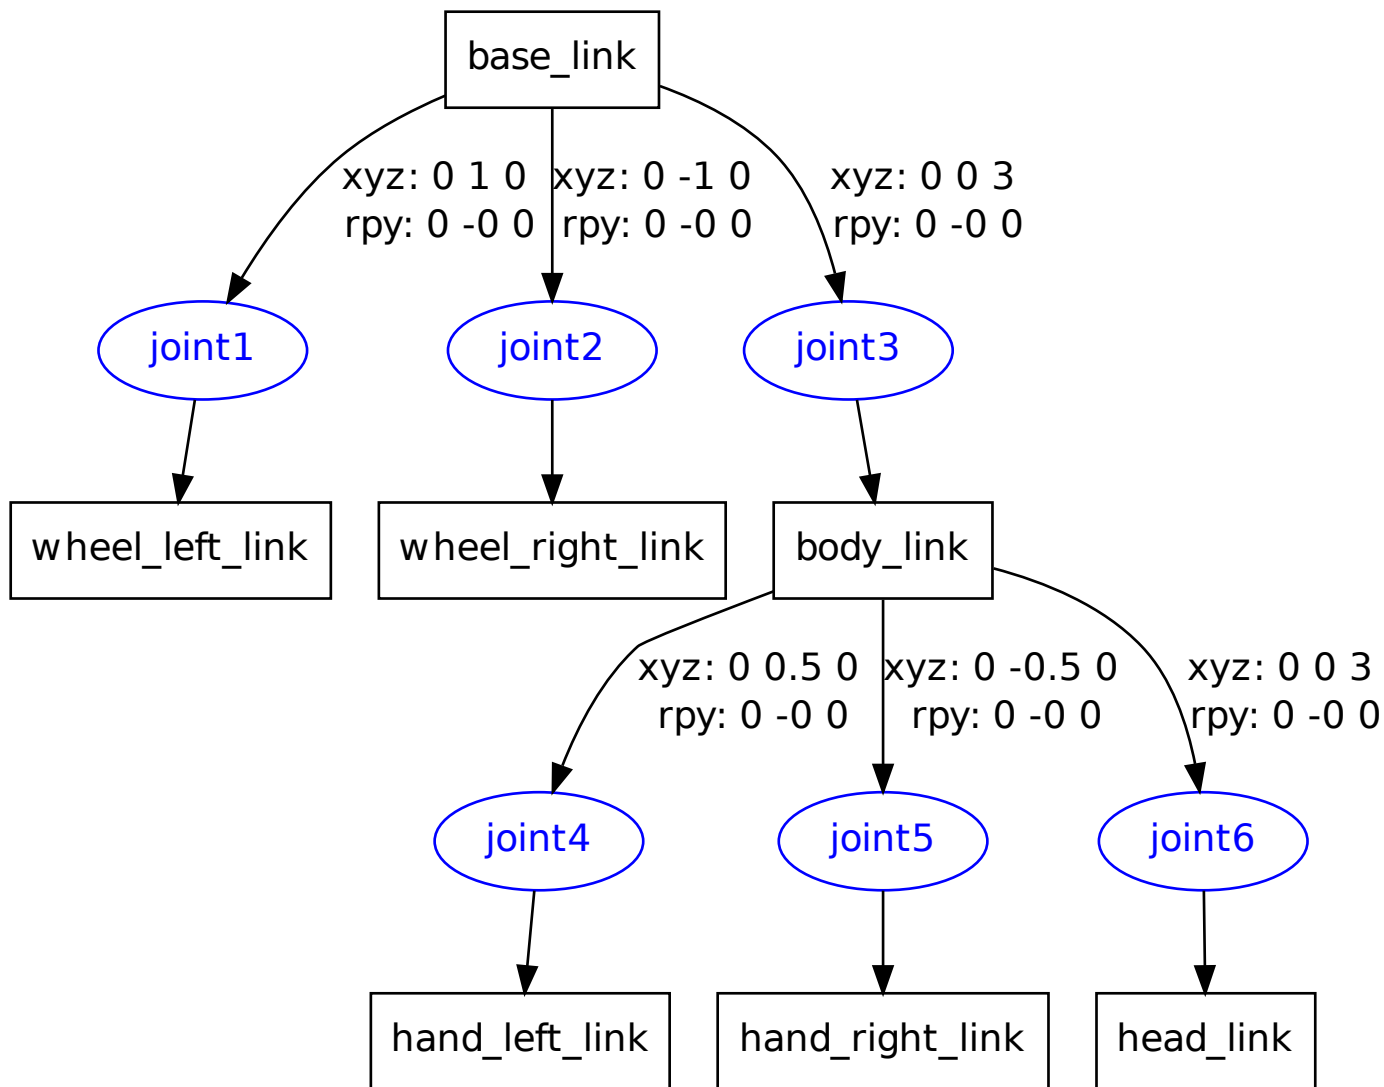 base_link
xyz: 0 1 0
rpy: 0 -0 0
xyz: 0 -1 0
rpy: 0 -0 0
xyz: 0 0 3
rpy: 0 -0 0
joint1
joint2
joint3
wheel_left_link
wheel_right_link
body_link
xyz: 0 0.5 0
rpy: 0 -0 0
xyz: 0 -0.5 0
rpy: 0 -0 0
xyz: 0 0 3
rpy: 0 -0 0
joint4
joint5
joint6
hand_left_link
hand_right_link
head_link